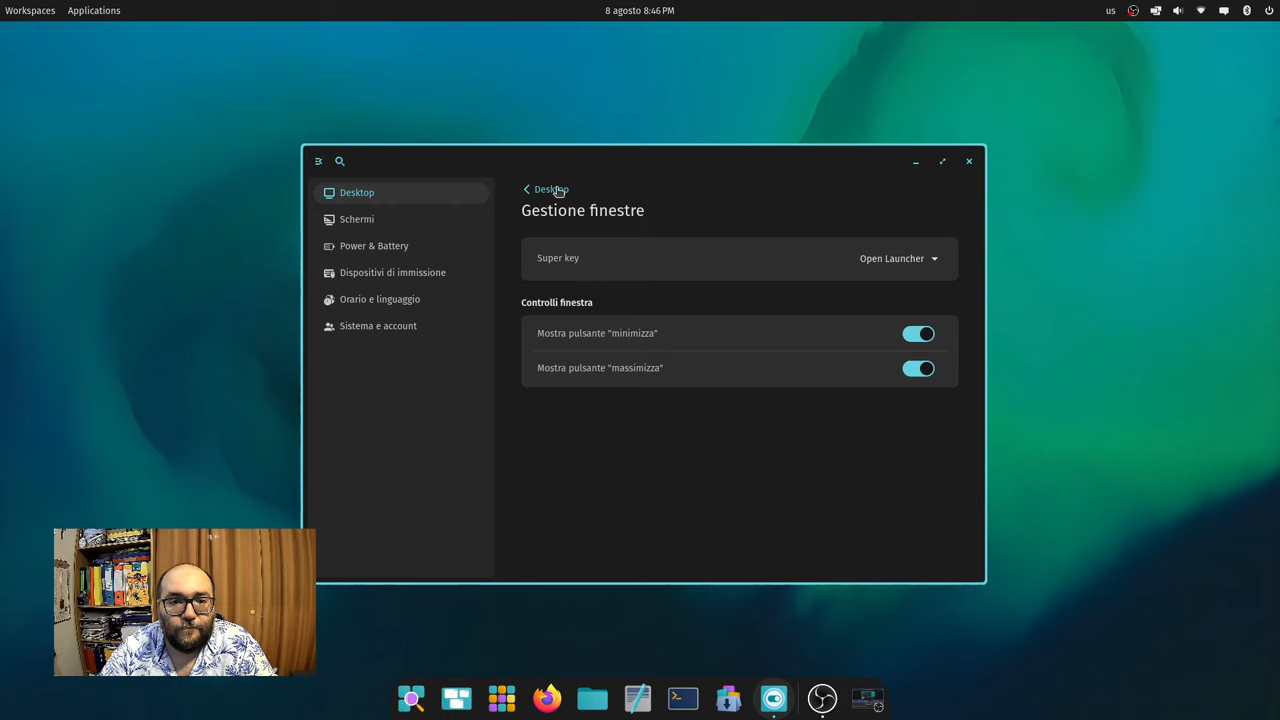 Workspaces
Applications
8 agosto 8:46 PM
us
Desktop
Schermi
Power & Battery
Dispositivi di immissione
Orario e linguaggio
Sistema e account
Desktop
Gestione finestre
Super key
Open Launcher
Controlli finestra
Mostra pulsante "minimizza"
Mostra pulsante "massimizza"